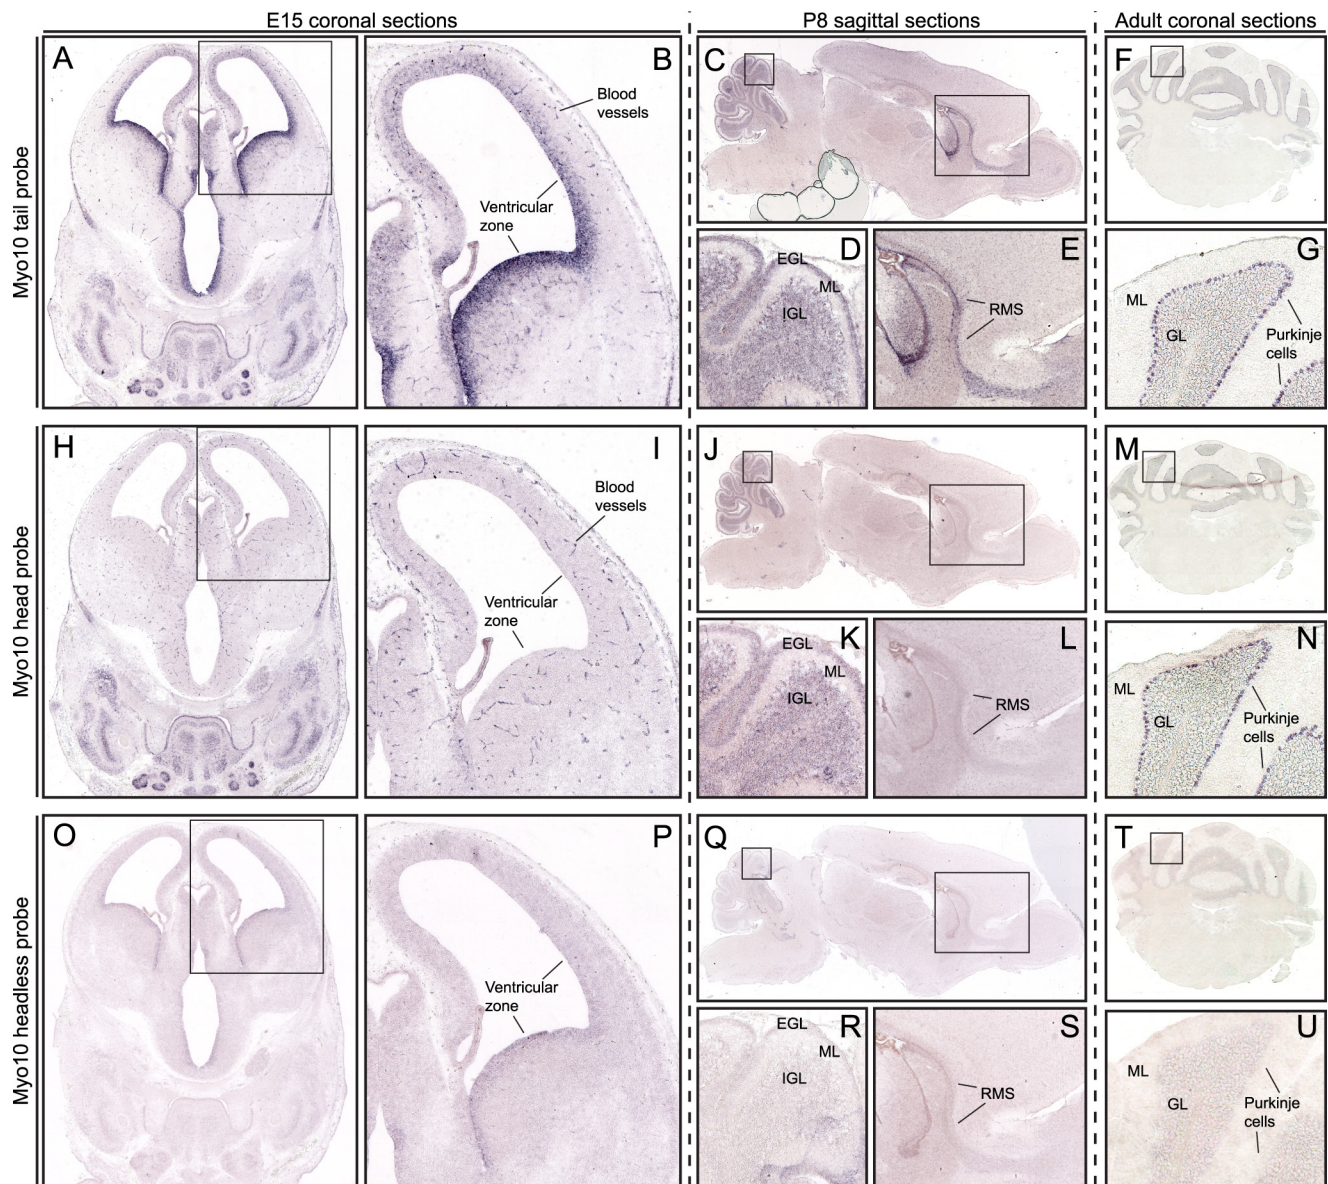 E15 coronal sections
P8 sagittal sections
Adult coronal sections
Myo10 tail probe
A
B
Blood
vessels
Ventricular
zone
C
D
EGL
ML
IGL
E
RMS
F
G
ML
GL
Purkinje
cells
Myo10 head probe
H
I
Blood
vessels
Ventricular
zone
J
K
EGL
ML
IGL
L
RMS
M
N
ML
GL
Purkinje
cells
Myo10 headless probe
O
P
Ventricular
zone
Q
R
EGL
ML
IGL
S
RMS
T
U
ML
GL
Purkinje
cells